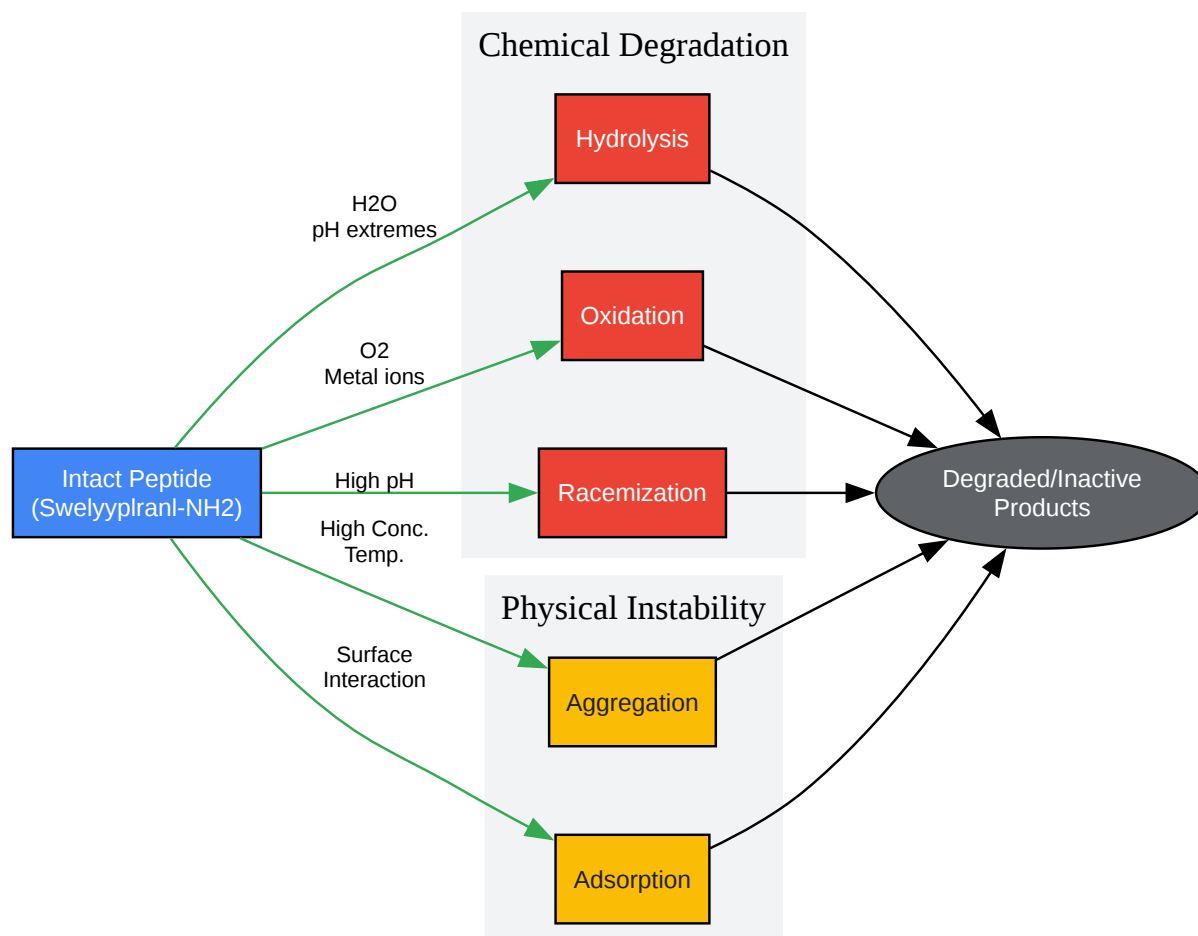 Chemical Degradation
Hydrolysis
H2O
pH extremes
Oxidation
O2
Metal ions
Intact Peptide
(Swelyyplranl-NH2)
High pH
Racemization
Degraded/Inactive
Products
High Conc.
Temp.
Physical Instability
Surface
Interaction
Aggregation
Adsorption